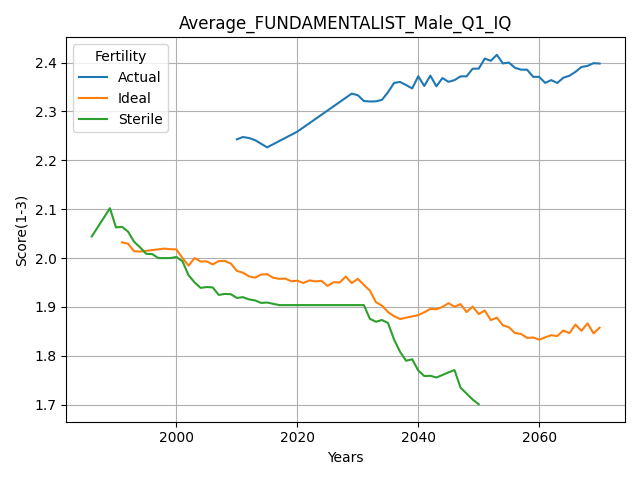 Average_FUNDAMENTALIST_Male_Q1_IQ
Fertility
Actual
Ideal
Sterile
Score(1-3)
2.4
2.3
2.2
2.1
2.0
1.9
1.8
1.7
2000
2020
2040
2060
Years